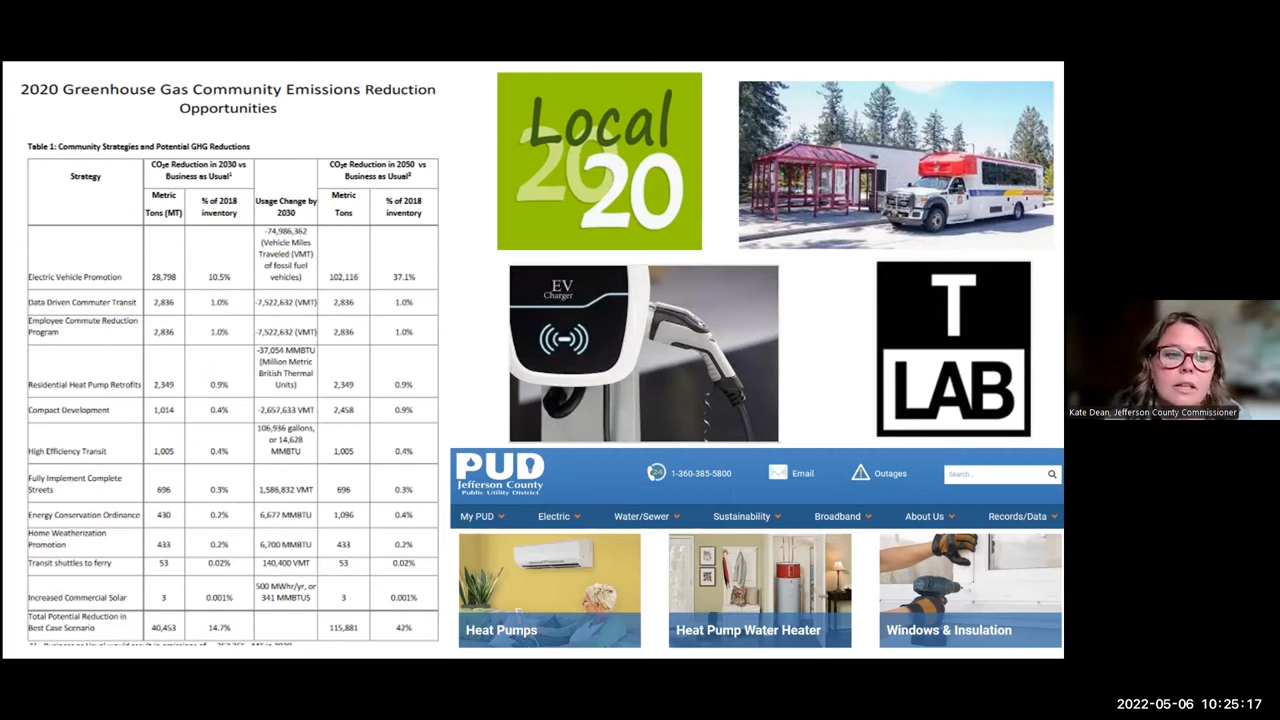 2020 Greenhouse Gas Community Emissions Reduction
Opportunities
Table 1: Community Strategies and Potential GHG Reductions
Strategy
CO₂e Reduction in 2030 vs
Business as Usual¹
Metric
Tons (MT)
% of 2018
inventory
Usage Change by
2030
CO₂e Reduction in 2050 vs
Business as Usual²
Metric
Tons
% of 2018
inventory
Electric Vehicle Promotion 28,798 10.5%
-74,986,362
(Vehicle Miles
Traveled (VMT)
of fossil fuel
vehicles)
102,116 37.1%
Data Driven Commuter Transit 2,836 1.0% -7,522,632 (VMT) 2,836 1.0%
Employee Commute Reduction
Program 2,836 1.0% -7,522,632 (VMT) 2,836 1.0%
Residential Heat Pump Retrofits 2,349 0.9%
-37,054 MMBTU
(Million Metric
British Thermal
Units)
2,349 0.9%
Compact Development 1,014 0.4% -2,657,633 VMT 2,458 0.9%
High Efficiency Transit 1,005 0.4%
106,936 gallons,
or 14,628
MMBTU
1,005 0.4%
Fully Implement Complete
Streets 696 0.3% 1,586,832 VMT 696 0.3%
Energy Conservation Ordinance 430 0.2% 6,677 MMBTU 1,096 0.4%
Home Weatherization
Promotion 433 0.2% 6,700 MMBTU 433 0.2%
Transit shuttles to ferry 53 0.02% 140,400 VMT 53 0.02%
Increased Commercial Solar 3 0.001%
500 MWhr/yr, or
341 MMBTUS
3 0.001%
Total Potential Reduction in
Best Case Scenario 40,453 14.7% 115,881 42%
Local
20
20
EV
Charger
T
LAB
PUD
Jefferson County
Public Utility District
24
1-360-385-5800
Email
Outages
Search...
My PUD
Electric
Water/Sewer
Sustainability
Broadband
About Us
Records/Data
Heat Pumps
Heat Pump Water Heater
Windows & Insulation
Kate Dean, Jefferson County Commissioner
2022-05-06 10:25:17